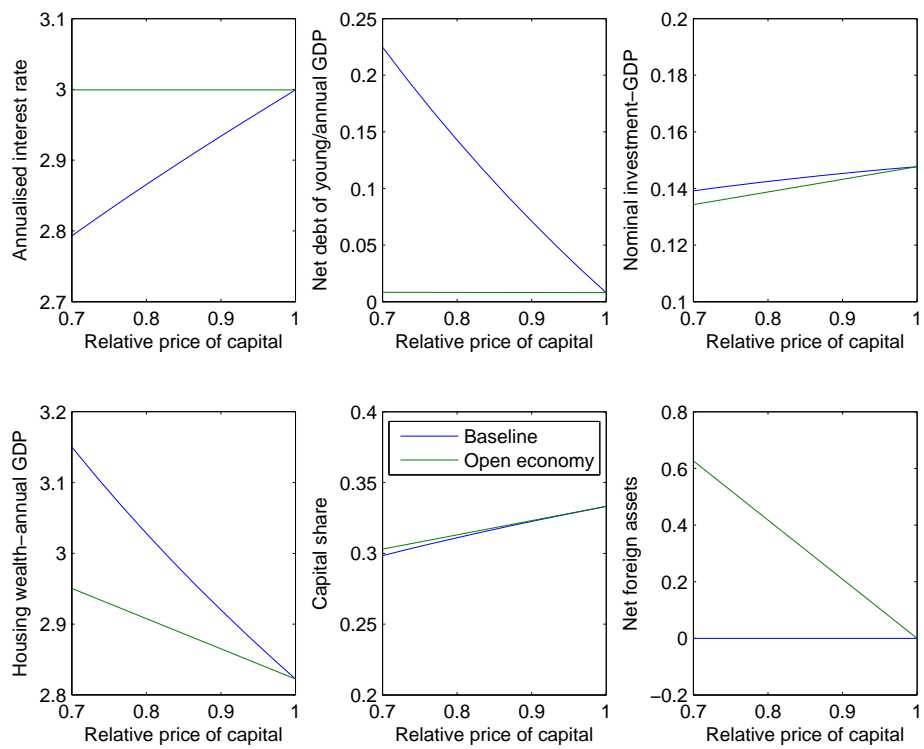 Annualised interest rate
3.1
3
2.9
2.8
2.7
0.7 0.8 0.9 1
Relative price of capital
Net debt of young/annual GDP
0.25
0.2
0.15
0.1
0.05
0
0.7 0.8 0.9 1
Relative price of capital
Nominal investment–GDP
0.2
0.18
0.16
0.14
0.12
0.1
0.7 0.8 0.9 1
Relative price of capital
Housing wealth–annual GDP
3.2
3.1
3
2.9
2.8
0.7 0.8 0.9 1
Relative price of capital
Capital share
0.4
0.35
0.3
0.25
0.2
Baseline
Open economy
0.7 0.8 0.9 1
Relative price of capital
Net foreign assets
0.8
0.6
0.4
0.2
0
–0.2
0.7 0.8 0.9 1
Relative price of capital